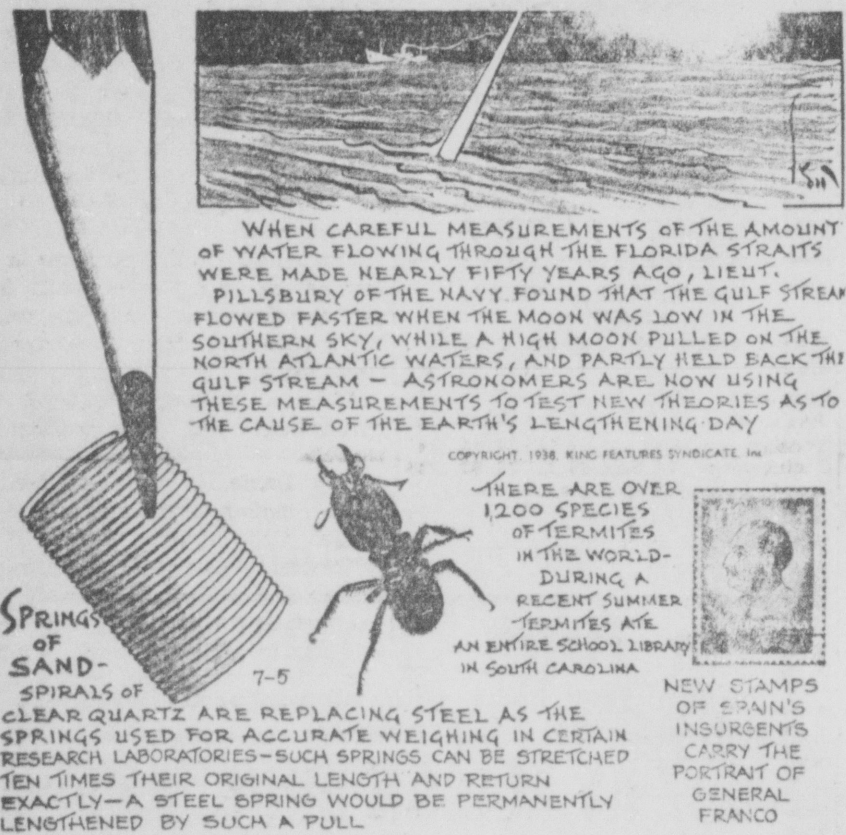 WHEN CAREFUL MEASUREMENTS OF THE AMOUNT
OF WATER FLOWING THROUGH THE FLORIDA STRAITS
WERE MADE NEARLY FIFTY YEARS AGO, LIEUT.
PILLSBURY OF THE NAVY FOUND THAT THE GULF STREAM
FLOWED FASTER WHEN THE MOON WAS LOW IN THE
SOUTHERN SKY, WHILE A HIGH MOON PULLED ON THE
NORTH ATLANTIC WATERS, AND PARTLY HELD BACK THE
GULF STREAM – ASTRONOMERS ARE NOW USING
THESE MEASUREMENTS TO TEST NEW THEORIES AS TO
THE CAUSE OF THE EARTH'S LENGTHENING DAY
COPYRIGHT, 1938, KING FEATURES SYNDICATE, Inc
THERE ARE OVER
1,200 SPECIES
OF TERMITES
IN THE WORLD-
DURING A
RECENT SUMMER
TERMITES ATE
AN ENTIRE SCHOOL LIBRARY
IN SOUTH CAROLINA
NEW STAMPS
OF SPAIN'S
INSURGENTS
CARRY THE
PORTRAIT OF
GENERAL
FRANCO
SPRINGS
OF
SAND-
7-5
SPIRALS OF
CLEAR QUARTZ ARE REPLACING STEEL AS THE
SPRINGS USED FOR ACCURATE WEIGHING IN CERTAIN
RESEARCH LABORATORIES–SUCH SPRINGS CAN BE STRETCHED
TEN TIMES THEIR ORIGINAL LENGTH AND RETURN
EXACTLY–A STEEL SPRING WOULD BE PERMANENTLY
LENGTHENED BY SUCH A PULL